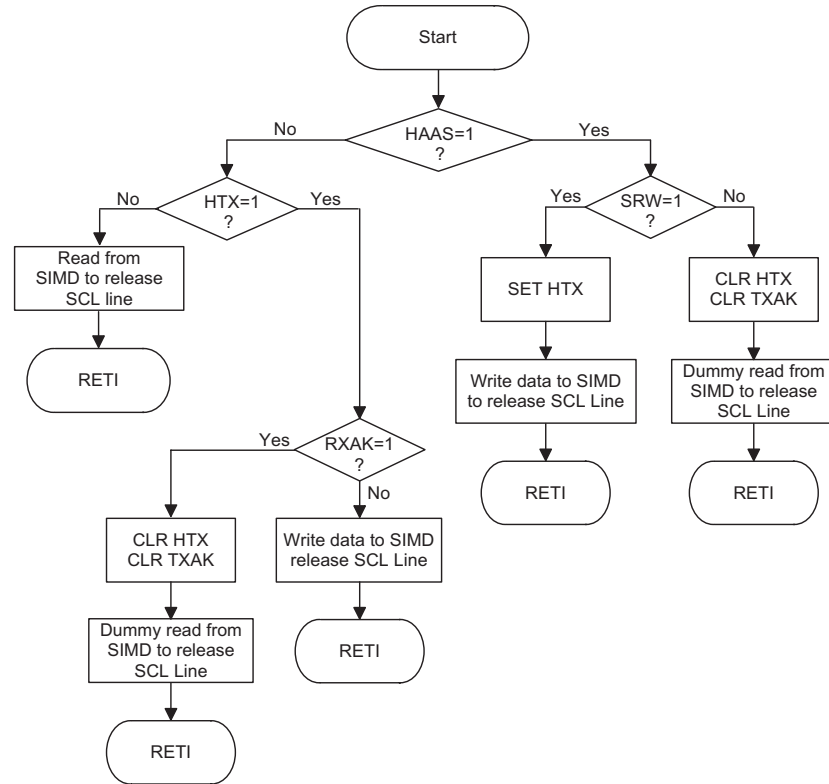 Start
HAAS=1
?
No
Yes
HTX=1
?
No
Yes
SRW=1
?
Yes
No
Read from
SIMD to release
SCL line
SET HTX
CLR HTX
CLR TXAK
RETI
Write data to SIMD
to release SCL Line
Dummy read from
SIMD to release
SCL Line
RXAK=1
?
Yes
No
RETI
RETI
CLR HTX
CLR TXAK
Write data to SIMD
release SCL Line
Dummy read from
SIMD to release
SCL Line
RETI
RETI